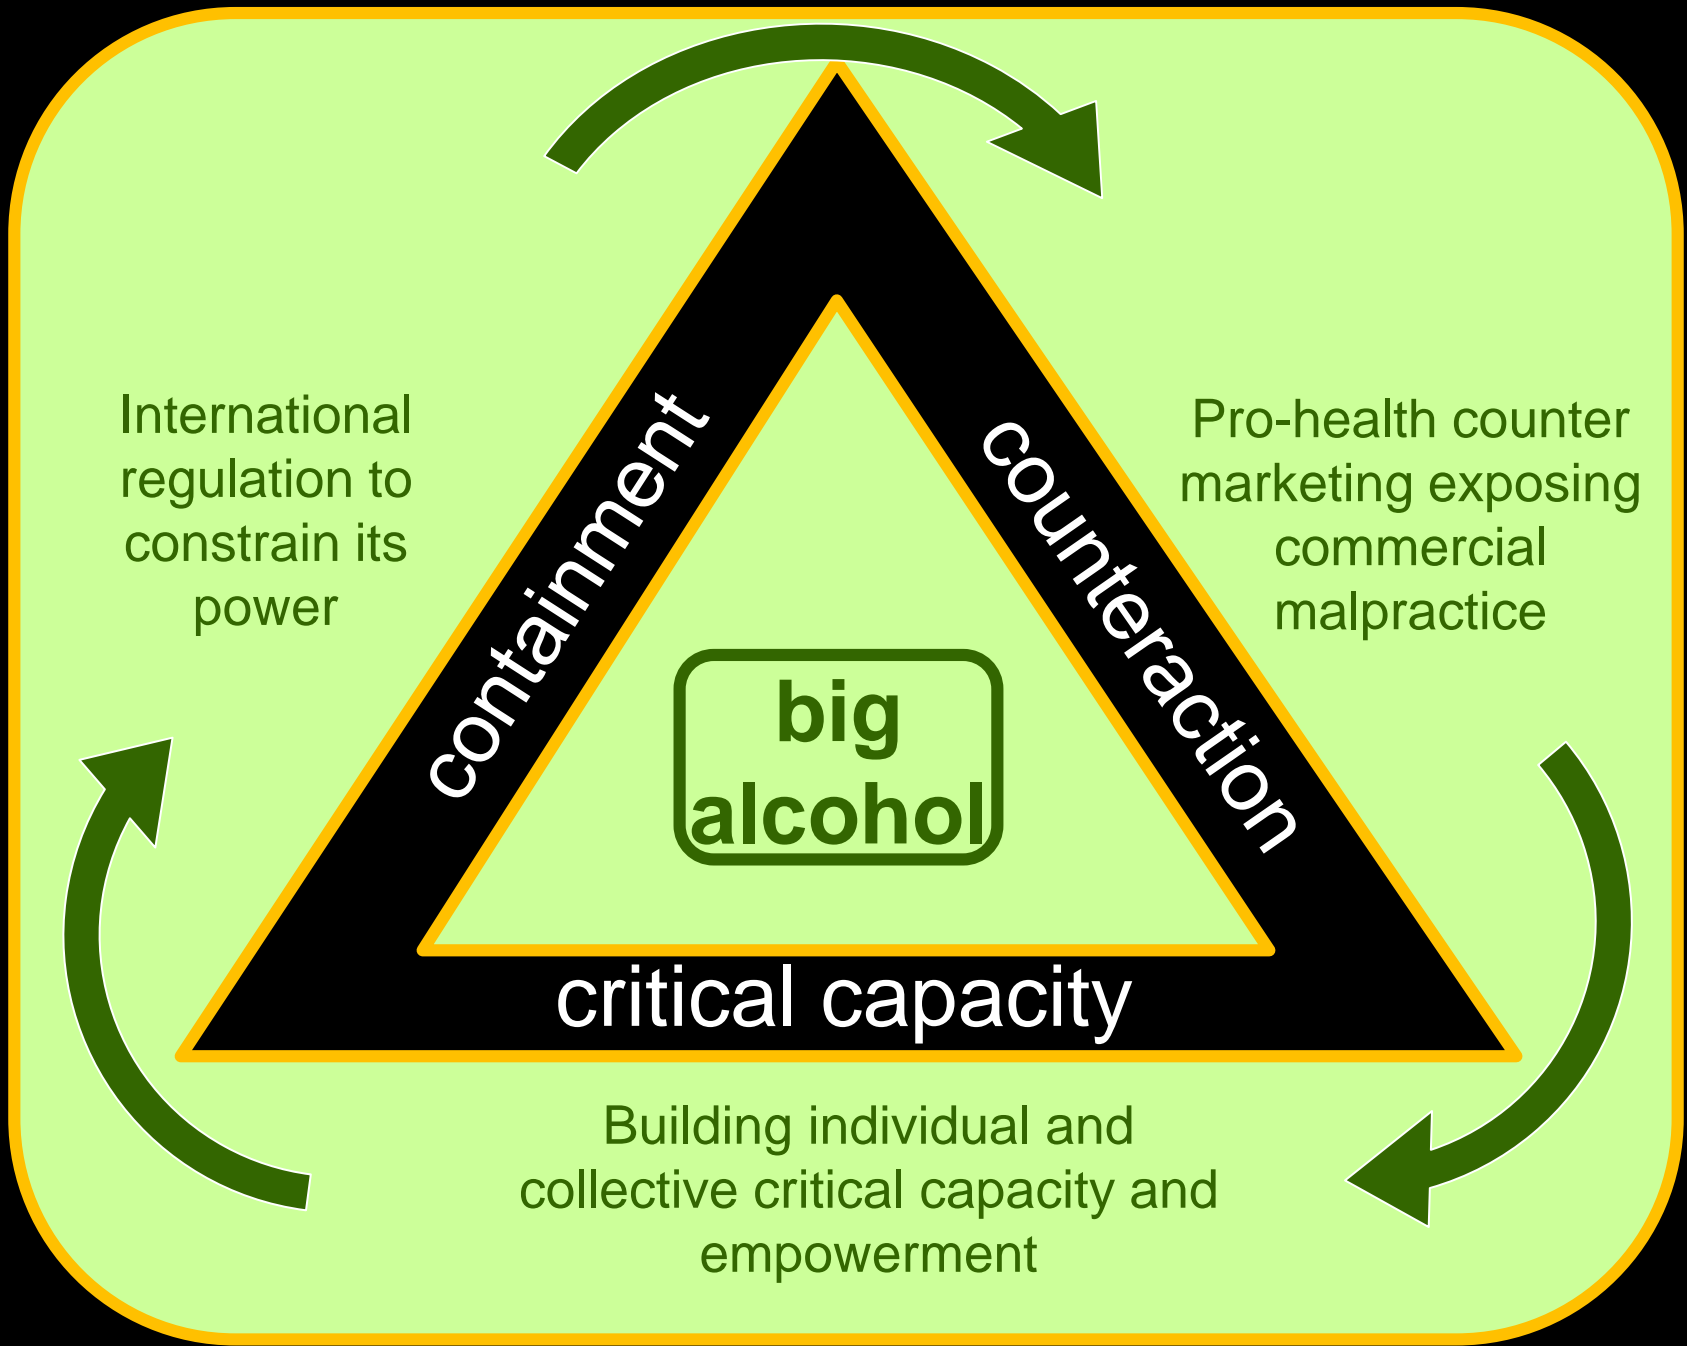 International
regulation to
constrain its
power
containment
counteraction
Pro-health counter
marketing exposing
commercial
malpractice
big
alcohol
critical capacity
Building individual and
collective critical capacity and
empowerment